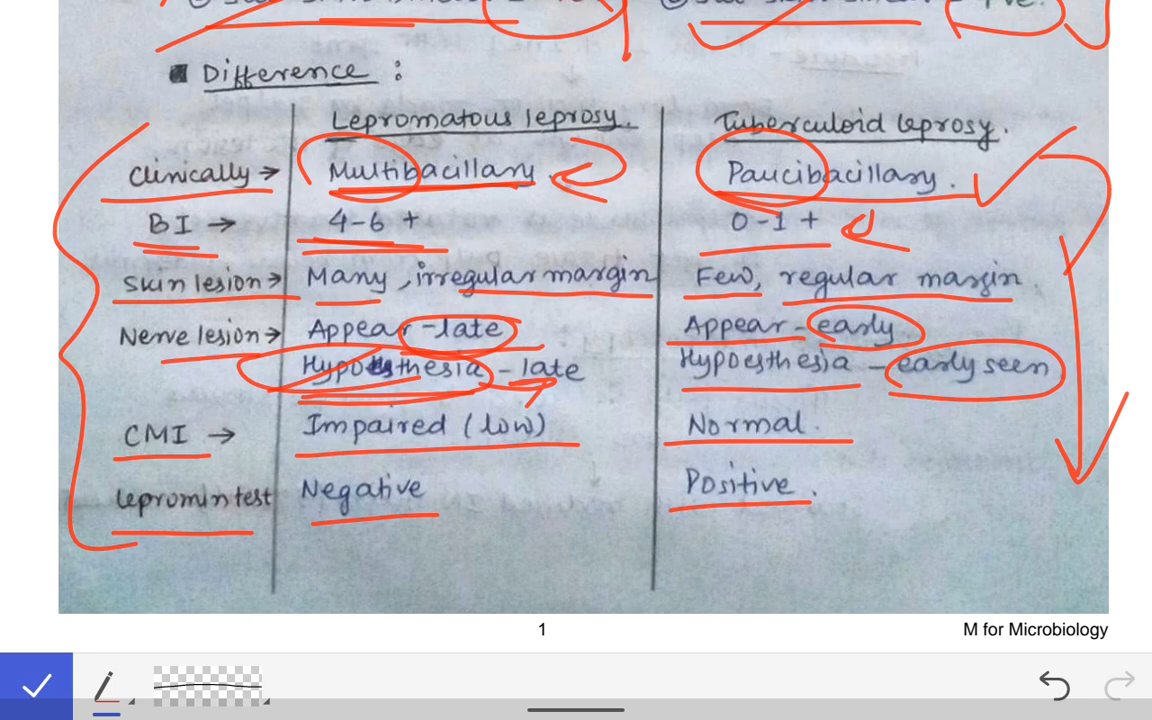 Difference :
Lepromatous leprosy. Tuberculoid leprosy.
Clinically → Multibacillary. Paucibacillary.
BI → 4-6+ 0-1+
Skin lesion → Many, irregular margin Few, regular margin.
Nerve lesion → Appear-late Appear-early
Hypoesthesia - late Hypoesthesia - early seen
CMI → Impaired (low) Normal.
Lepromin test Negative Positive.
1 M for Microbiology